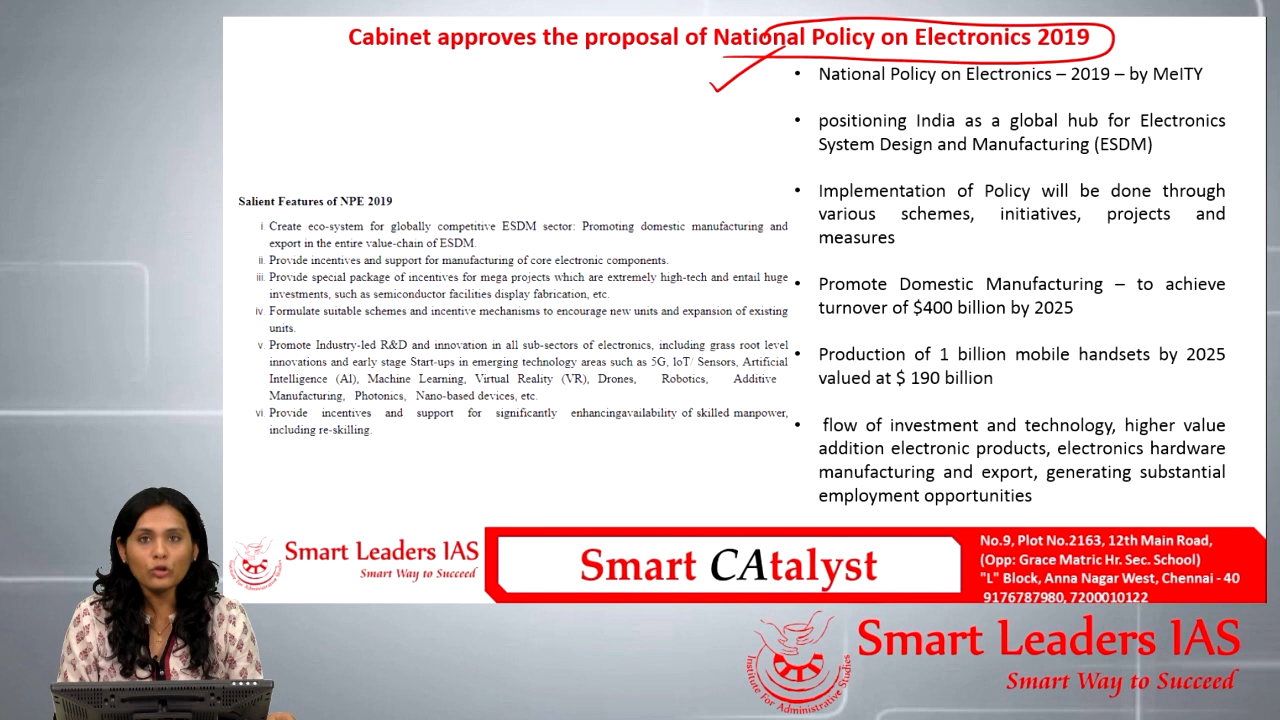 Cabinet approves the proposal of National Policy on Electronics 2019
Salient Features of NPE 2019
i. Create eco-system for globally competitive ESDM sector: Promoting domestic manufacturing and
export in the entire value-chain of ESDM.
ii. Provide incentives and support for manufacturing of core electronic components.
iii. Provide special package of incentives for mega projects which are extremely high-tech and entail huge
investments, such as semiconductor facilities display fabrication, etc.
iv. Formulate suitable schemes and incentive mechanisms to encourage new units and expansion of existing
units.
v. Promote Industry-led R&D and innovation in all sub-sectors of electronics, including grass root level
innovations and early stage Start-ups in emerging technology areas such as 5G, IoT/ Sensors, Artificial
Intelligence (AI), Machine Learning, Virtual Reality (VR), Drones, Robotics, Additive
Manufacturing, Photonics, Nano-based devices, etc.
vi. Provide incentives and support for significantly enhancingavailability of skilled manpower,
including re-skilling.
• National Policy on Electronics – 2019 – by MeITY
• positioning India as a global hub for Electronics
System Design and Manufacturing (ESDM)
• Implementation of Policy will be done through
various schemes, initiatives, projects and
measures
• Promote Domestic Manufacturing – to achieve
turnover of $400 billion by 2025
• Production of 1 billion mobile handsets by 2025
valued at $ 190 billion
• flow of investment and technology, higher value
addition electronic products, electronics hardware
manufacturing and export, generating substantial
employment opportunities
Institute For Administrative Studies
Smart Leaders IAS
Smart Way to Succeed
Smart CAtalyst
No.9, Plot No.2163, 12th Main Road,
(Opp: Grace Matric Hr. Sec. School)
"L" Block, Anna Nagar West, Chennai - 40
9176787980, 7200010122
Institute For Administrative Studies
Smart Leaders IAS
Smart Way to Succeed